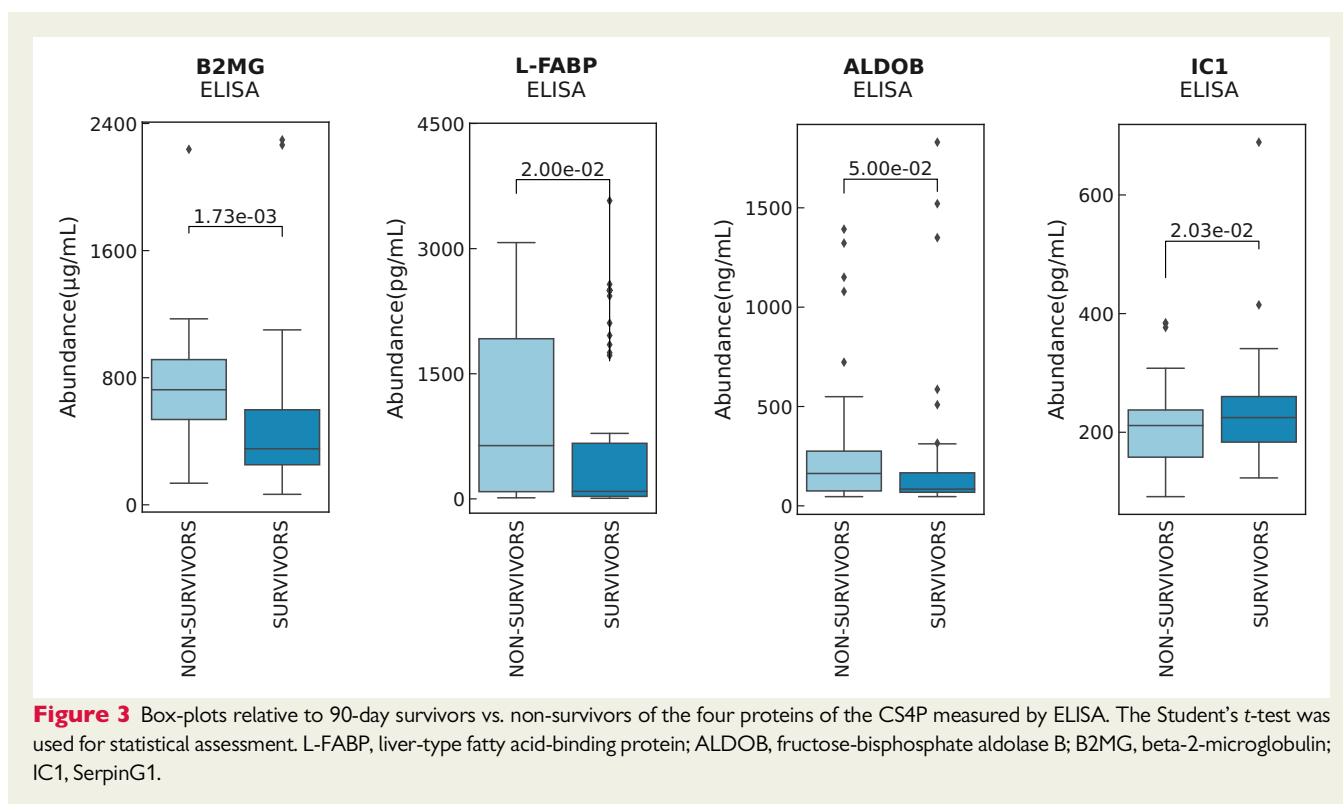 B2MG
ELISA
Abundance(µg/mL)
2400
1600
800
0
1.73e-03
NON-SURVIVORS
SURVIVORS
L-FABP
ELISA
Abundance(pg/mL)
4500
3000
1500
0
2.00e-02
NON-SURVIVORS
SURVIVORS
ALDOB
ELISA
Abundance(ng/mL)
1500
1000
500
0
5.00e-02
NON-SURVIVORS
SURVIVORS
IC1
ELISA
Abundance(pg/mL)
600
400
200
2.03e-02
NON-SURVIVORS
SURVIVORS
Figure 3 Box-plots relative to 90-day survivors vs. non-survivors of the four proteins of the CS4P measured by ELISA. The Student’s t-test was
used for statistical assessment. L-FABP, liver-type fatty acid-binding protein; ALDOB, fructose-bisphosphate aldolase B; B2MG, beta-2-microglobulin;
IC1, SerpinG1.